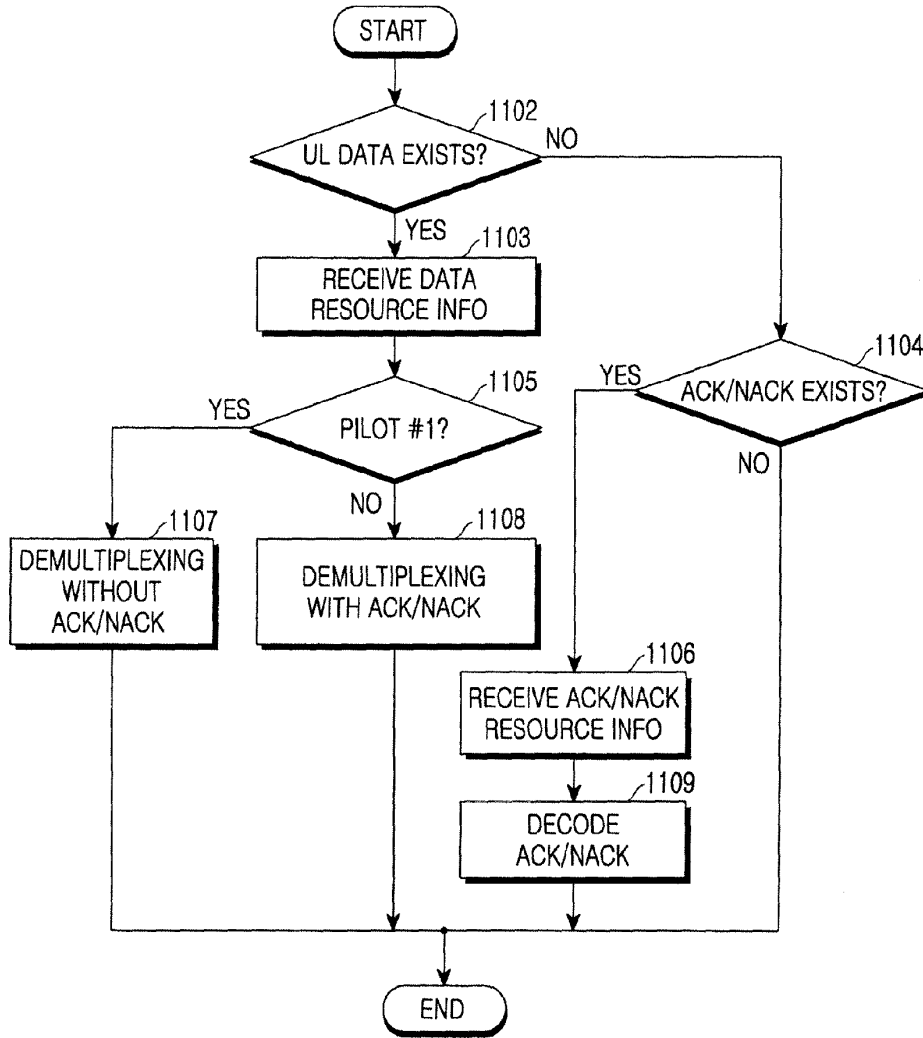 START
1102
UL DATA EXISTS?
NO
YES
1103
RECEIVE DATA
RESOURCE INFO
1104
ACK/NACK EXISTS?
YES
NO
1105
PILOT #1?
YES
NO
1107
DEMULTIPLEXING
WITHOUT
ACK/NACK
1108
DEMULTIPLEXING
WITH ACK/NACK
1106
RECEIVE ACK/NACK
RESOURCE INFO
1109
DECODE
ACK/NACK
END